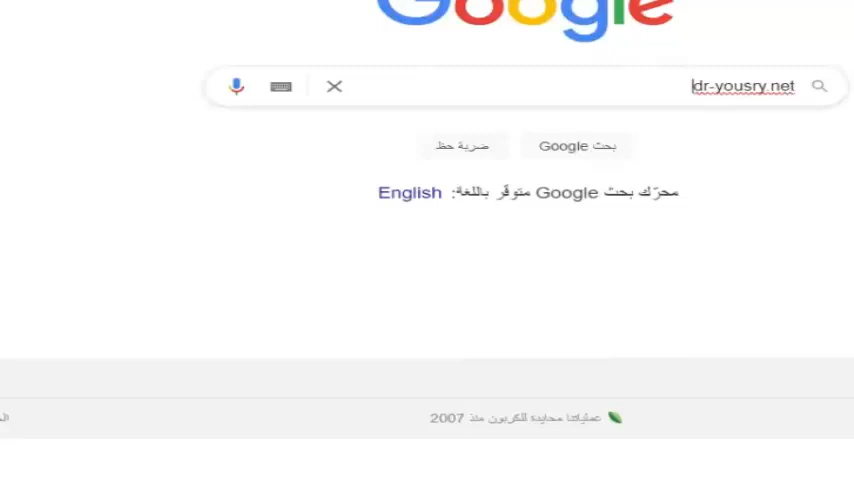 Google
dr-yousry.net
بحث Google
ضربة حظ
محرّك بحث Google متوفّر باللغة: English
عملياتنا محايدة للكربون منذ 2007